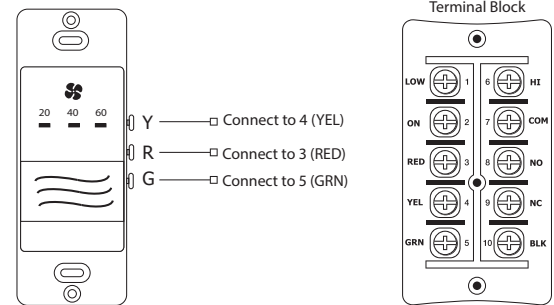 Terminal Block
20 40 60
Y Connect to 4 (YEL)
R Connect to 3 (RED)
G Connect to 5 (GRN)
LOW 1 6 HI
ON 2 7 COM
RED 3 8 NO
YEL 4 9 NC
GRN 5 10 BLK